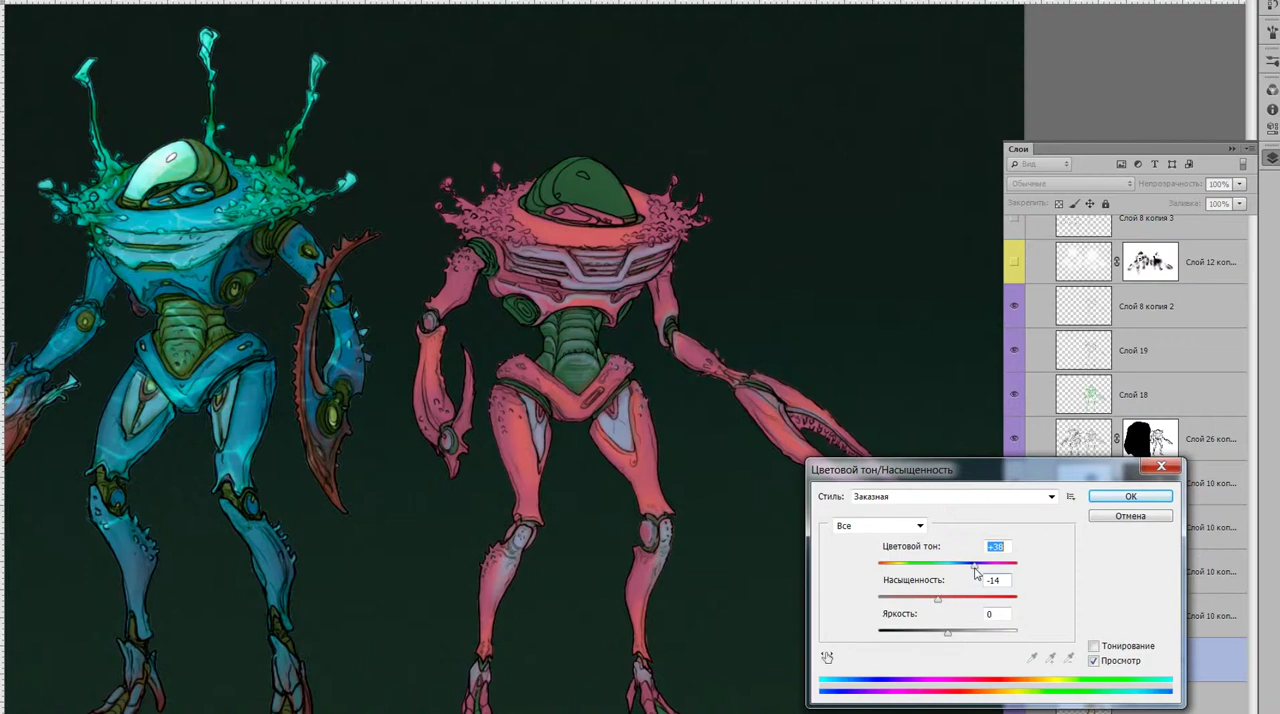 Слои
Вид
Обычные Непрозрачность: 100%
Закрепить: Заливка: 100%
Слой 8 копия 3
Слой 12 коп...
Слой 8 копия 2
Слой 19
Слой 18
Слой 26 коп...
Слой 10 коп...
Слой 10 коп...
Слой 10 коп...
Слой 10 коп...
Цветовой тон/Насыщенность
Стиль: Заказная OK
Отмена
Все
Цветовой тон: +38
Насыщенность: -14
Яркость: 0
Тонирование
Просмотр